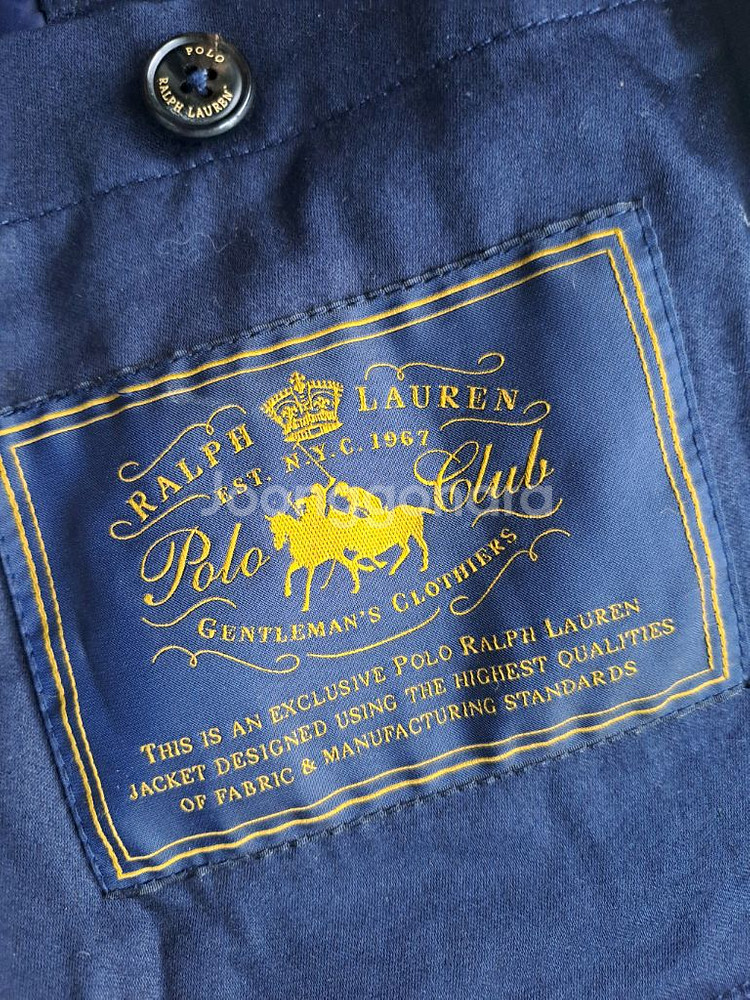 POLO
RALPH LAUREN
RALPH LAUREN
EST. N.Y.C. 1967
Polo Club
GENTLEMAN'S CLOTHIERS
THIS IS AN EXCLUSIVE POLO RALPH LAUREN
JACKET DESIGNED USING THE HIGHEST QUALITIES
OF FABRIC & MANUFACTURING STANDARDS
Joonggonara